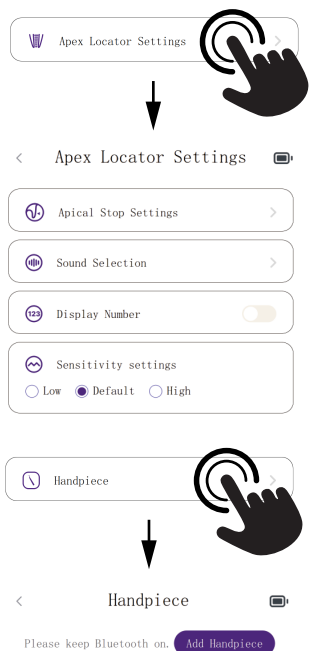 Apex Locator Settings
Apex Locator Settings
Apical Stop Settings
Sound Selection
123 Display Number
Sensitivity settings
Low Default High
Handpiece
Handpiece
Please keep Bluetooth on. Add Handpiece